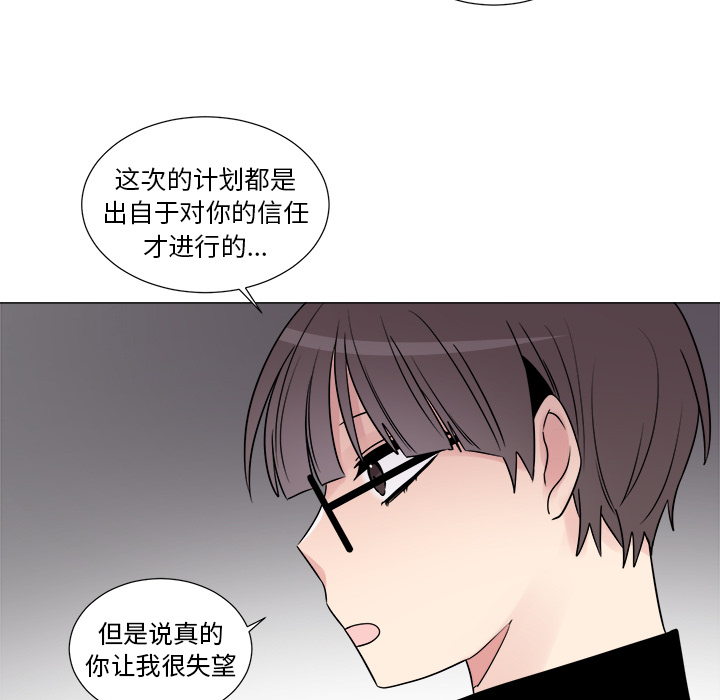 这次的计划都是
出自于对你的信任
才进行的...
但是说真的
你让我很失望